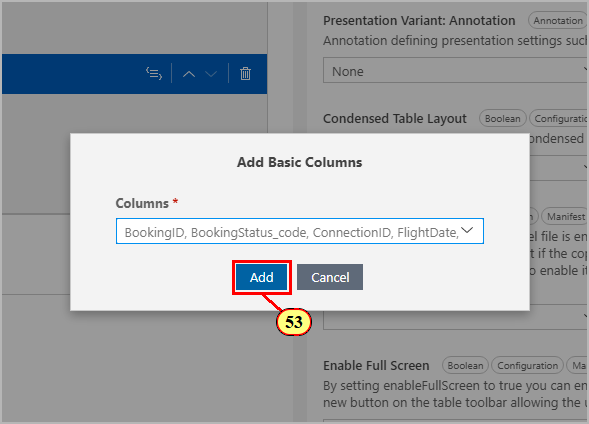 Presentation Variant: Annotation Annotation
Annotation defining presentation settings suc
None
Condensed Table Layout Boolean Configura
ondensed
Add Basic Columns
Columns *
BookingID, BookingStatus_code, ConnectionID, FlightDate,
Manifest
el file is en
t if the cop
o enable it
Add Cancel
53
Enable Full Screen Boolean Configuration Ma
By setting enableFullScreen to true you can en
new button on the table toolbar allowing the u